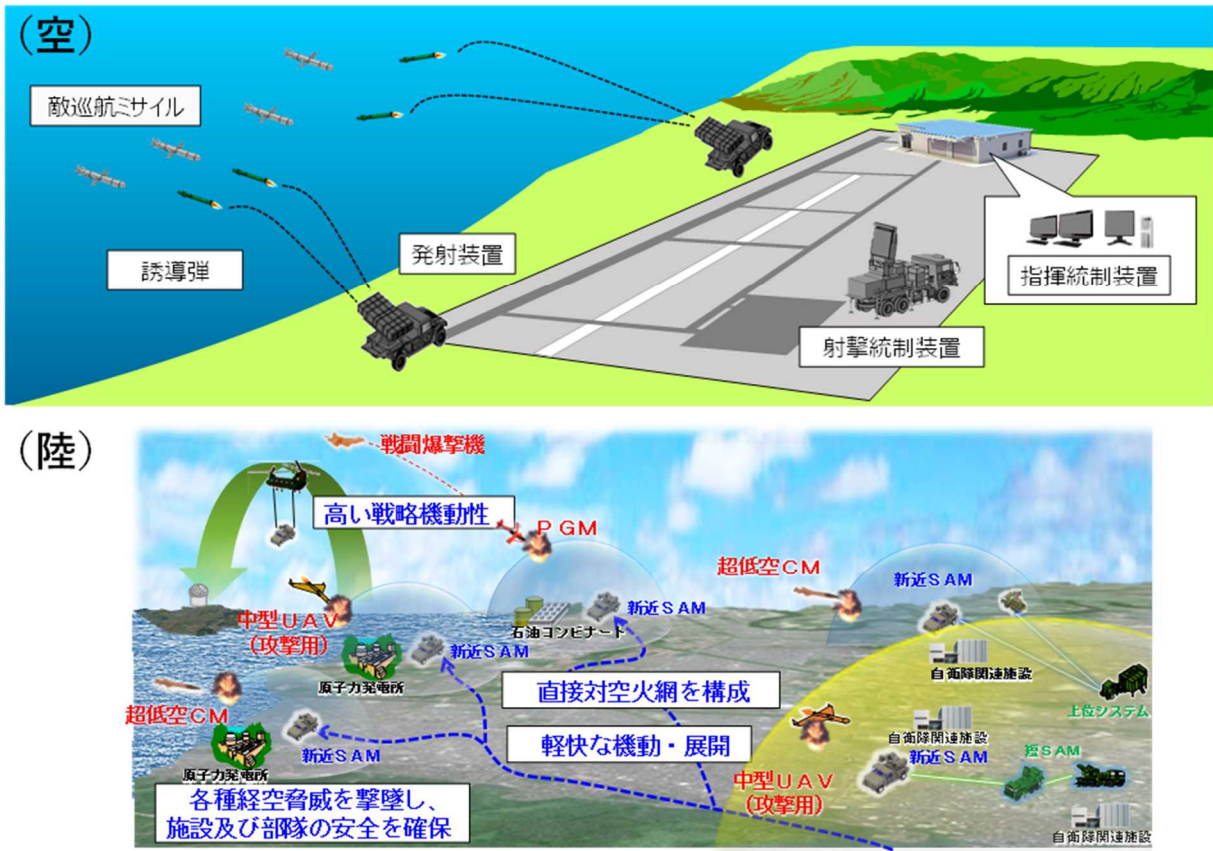 （空）
敵巡航ミサイル
誘導弾
発射装置
射撃統制装置
指揮統制装置
（陸）
戦闘爆撃機
高い戦略機動性
ＰＧＭ
超低空ＣＭ
新近ＳＡＭ
中型ＵＡＶ
（攻撃用）
新近ＳＡＭ
石油コンビナート
新近ＳＡＭ
原子力発電所
自衛隊関連施設
直接対空火網を構成
上位システム
超低空ＣＭ
自衛隊関連施設
軽快な機動・展開
新近ＳＡＭ
新近ＳＡＭ
短ＳＡＭ
原子力発電所
中型ＵＡＶ
（攻撃用）
各種経空脅威を撃墜し、
施設及び部隊の安全を確保
自衛隊関連施設